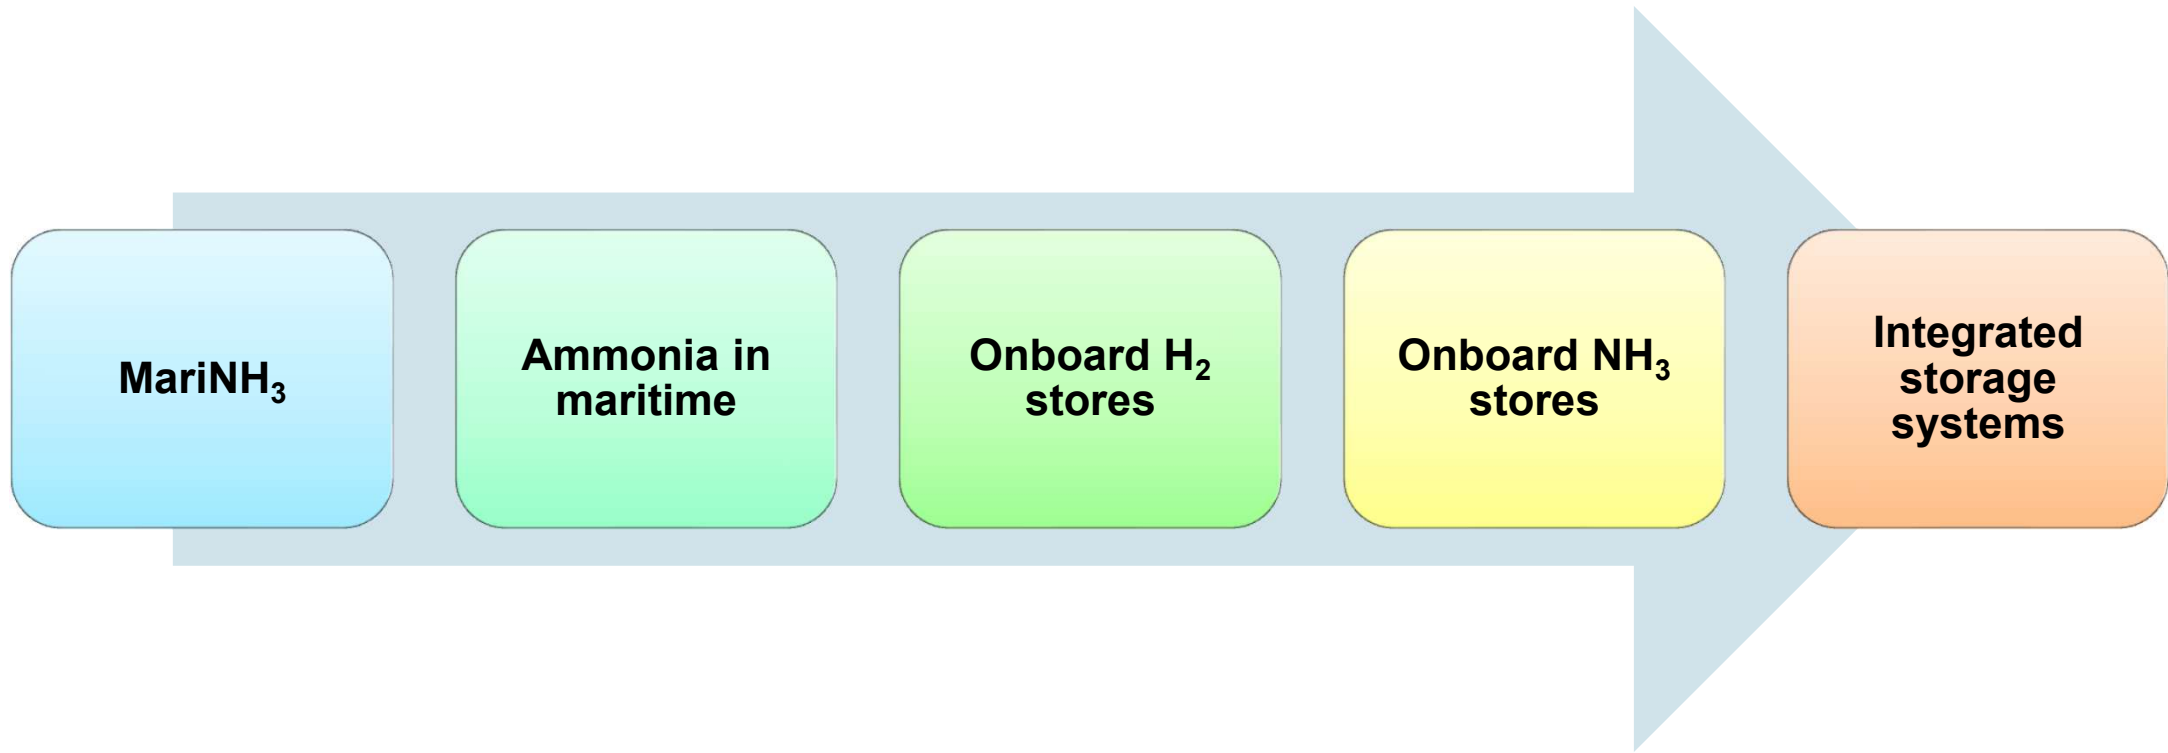 MariNH₃
Ammonia in
maritime
Onboard H₂
stores
Onboard NH₃
stores
Integrated
storage
systems